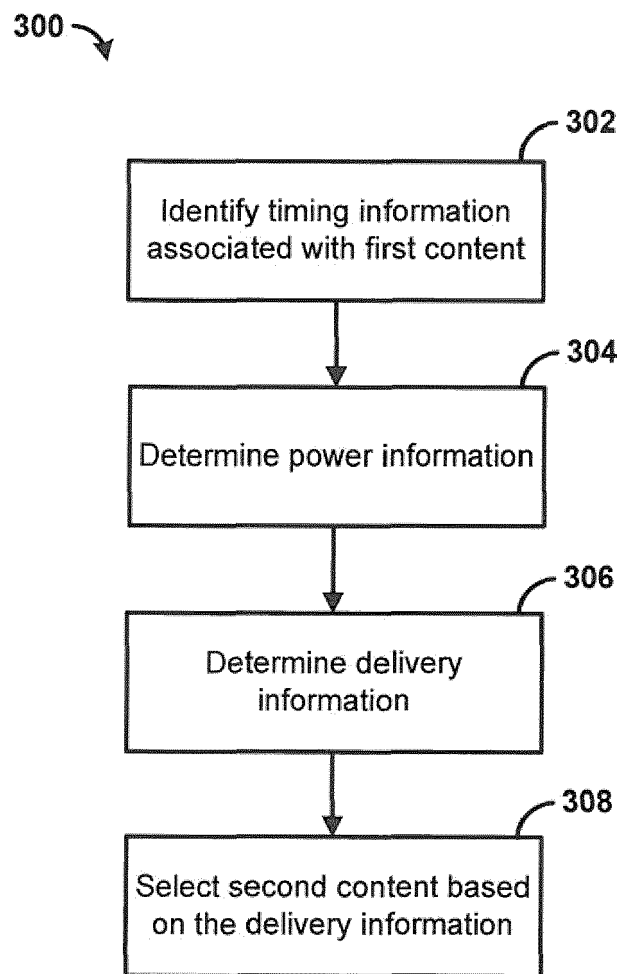 300
302
Identify timing information
associated with first content
304
Determine power information
306
Determine delivery
information
308
Select second content based
on the delivery information